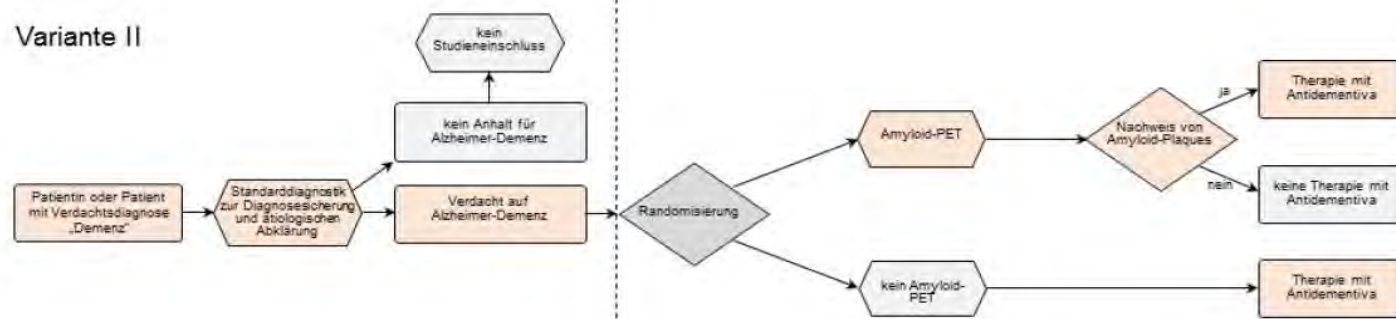 Variante II
kein
Studieneinschluss
kein Anhalt für
Alzheimer-Demenz
Patientin oder Patient
mit Verdachtsdiagnose
„Demenz“
Standarddiagnostik
zur Diagnosesicherung
und ätiologischen
Abklärung
Verdacht auf
Alzheimer-Demenz
Randomisierung
Amyloid-PET
Nachweis von
Amyloid-Plaques
ja
Therapie mit
Antidementiva
nein
keine Therapie mit
Antidementiva
kein Amyloid-
PET
Therapie mit
Antidementiva